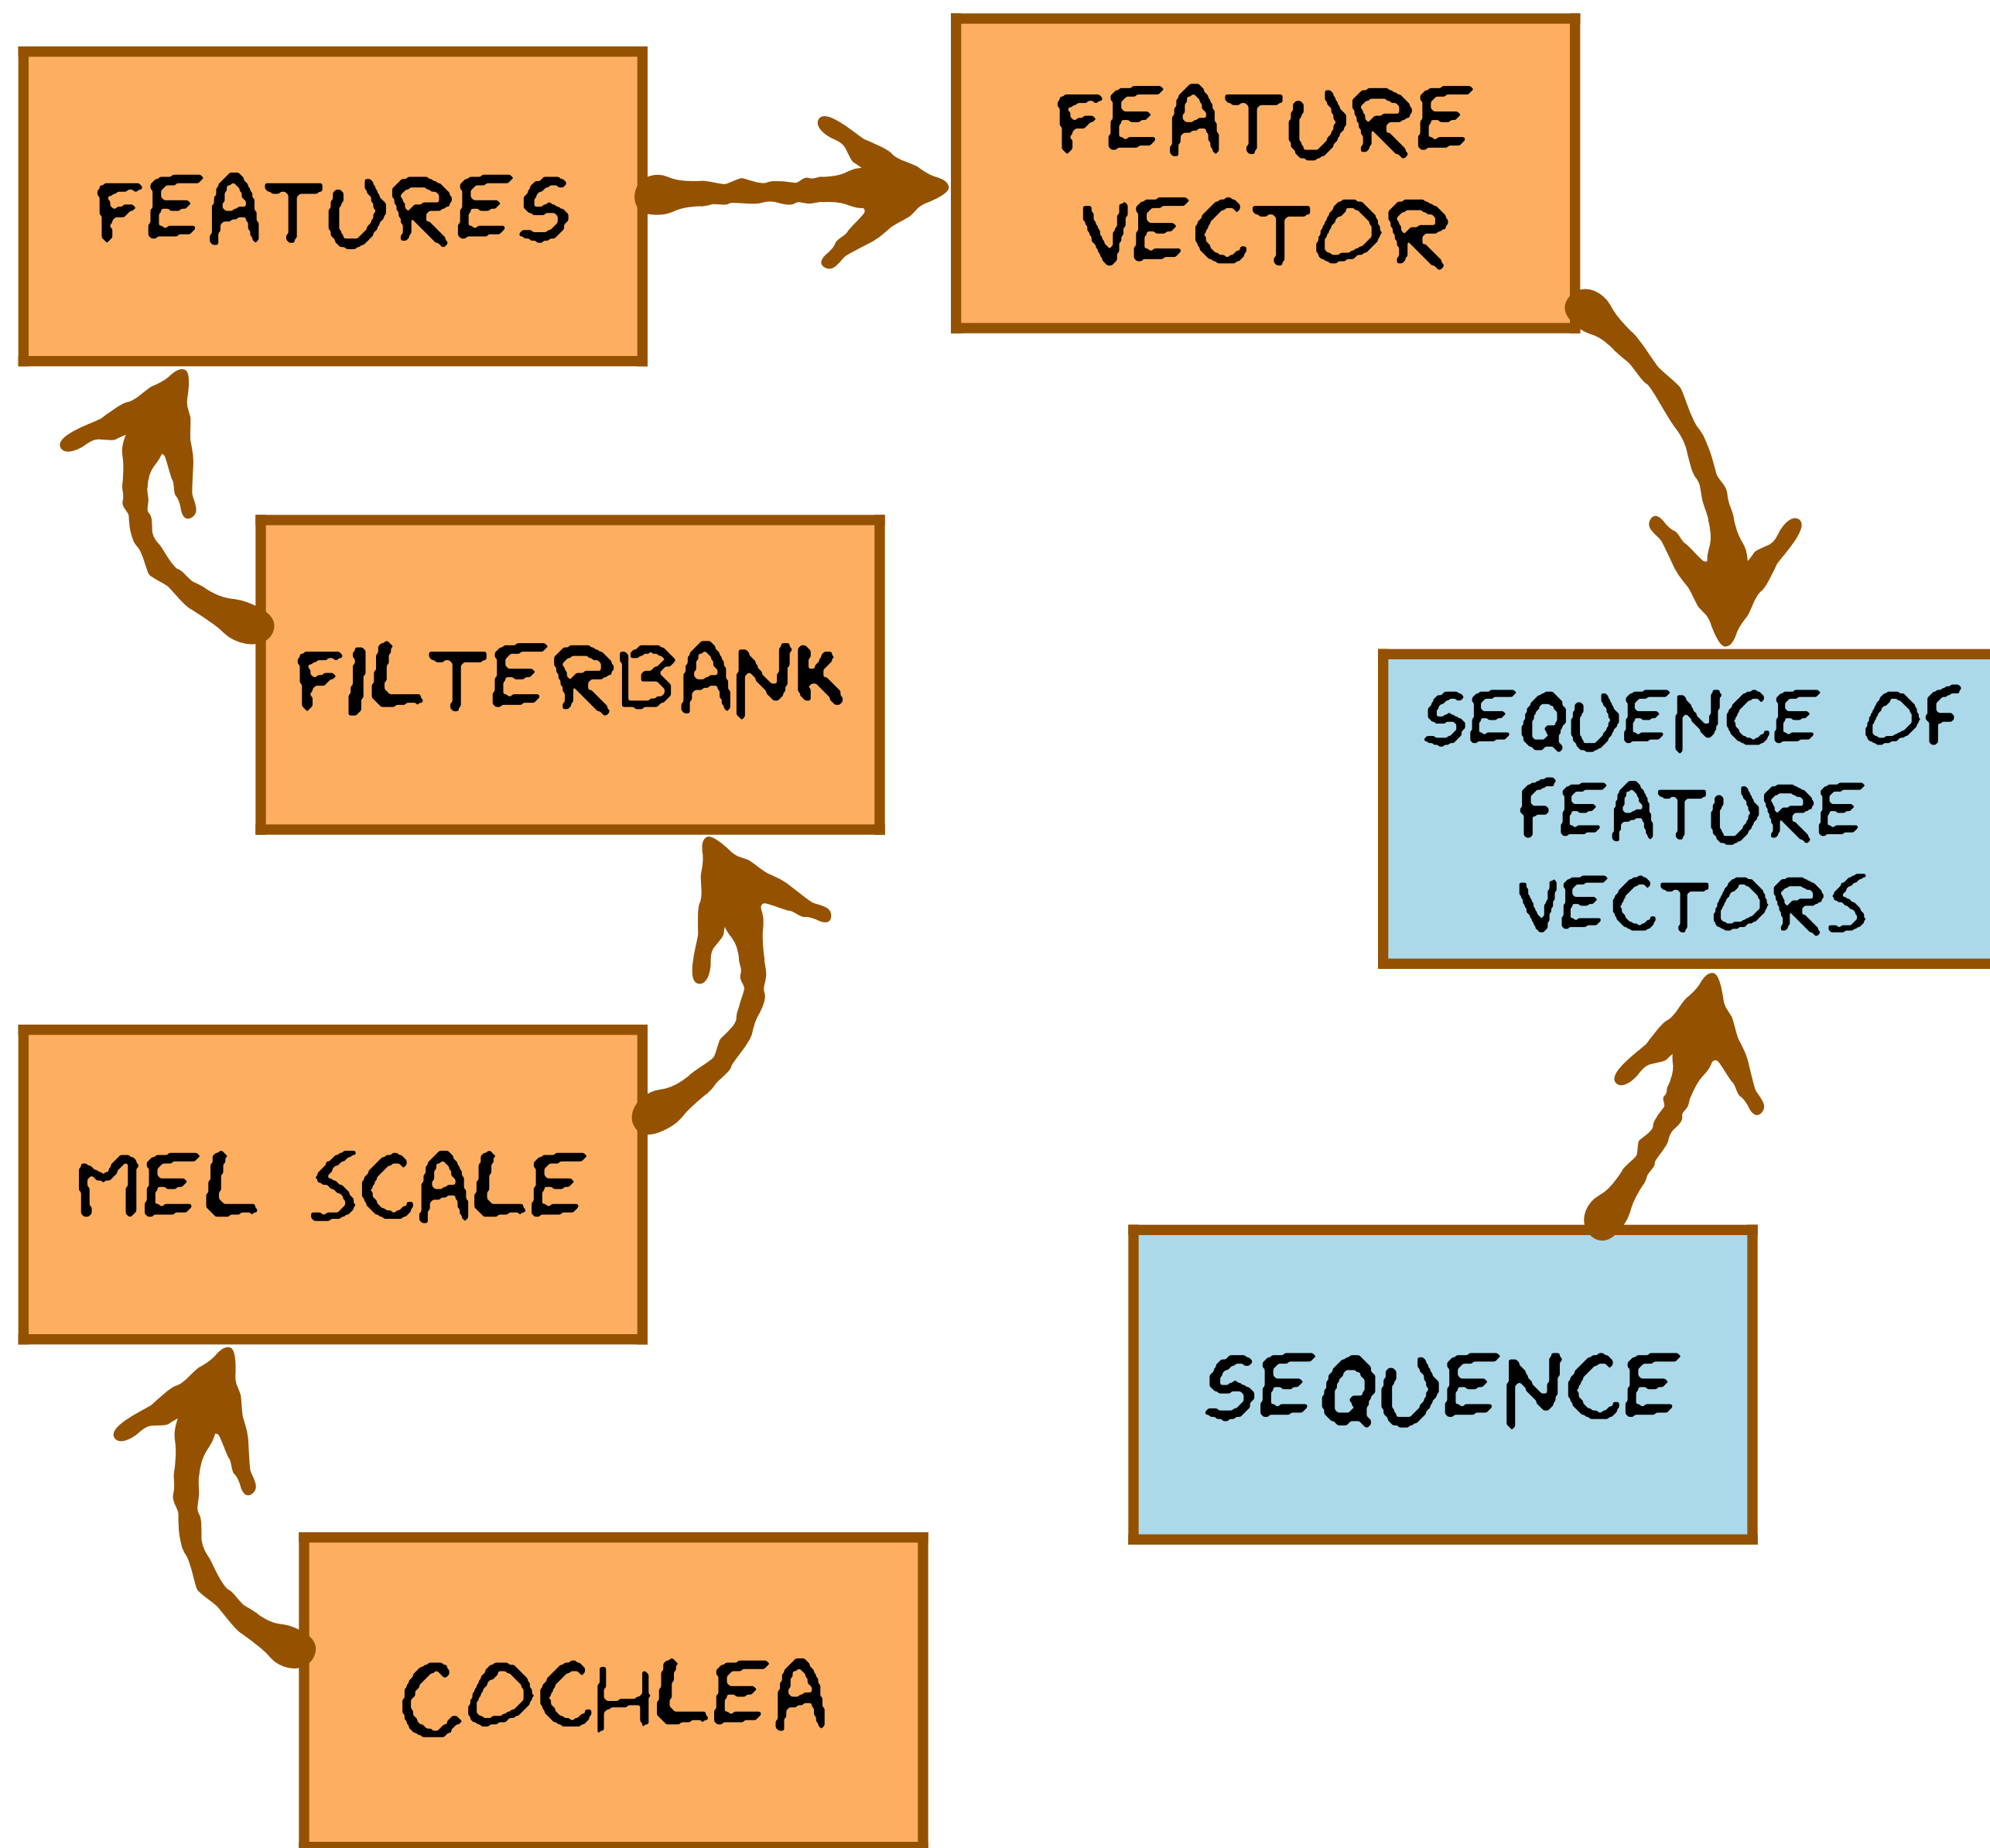 FEATURES
FEATURE
VECTOR
FILTERBANK
SEQUENCE OF
FEATURE
VECTORS
MEL SCALE
SEQUENCE
COCHLEA